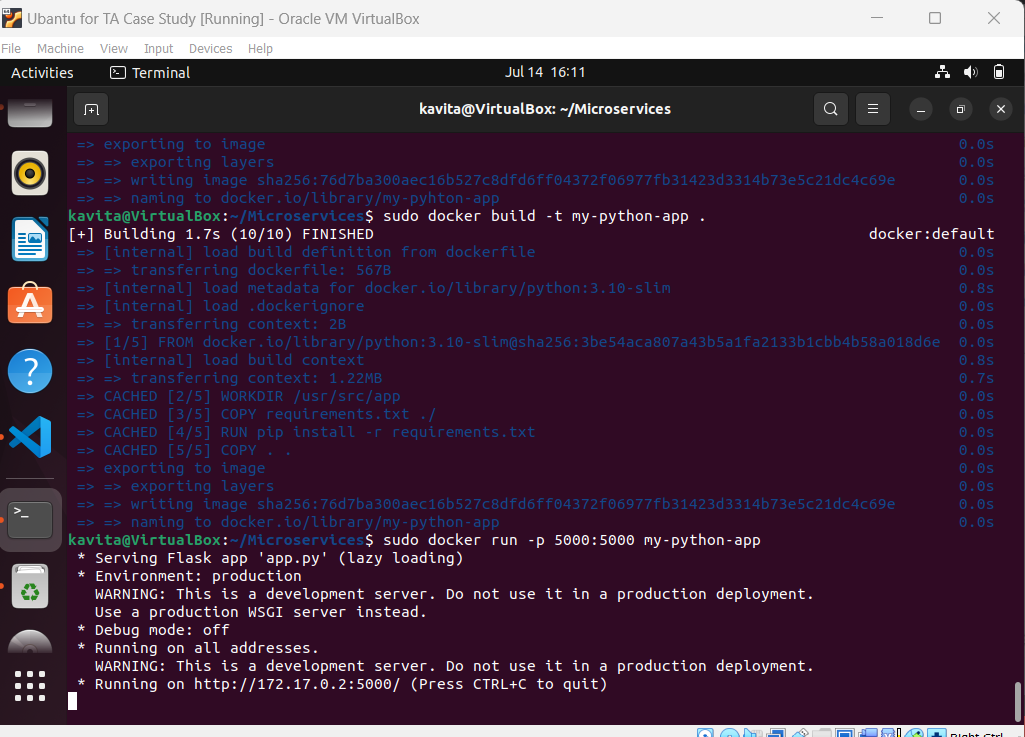 Ubantu for TA Case Study [Running] - Oracle VM VirtualBox
File Machine View Input Devices Help
Activities Terminal Jul 14 16:11
kavita@VirtualBox: ~/Microservices
=> exporting to image 0.0s
=> => exporting layers 0.0s
=> => writing image sha256:76d7ba300aec16b527c8dfd6ff04372f06977fb31423d3314b73e5c21dc4c69e 0.0s
=> => naming to docker.io/library/my-pyhton-app 0.0s
kavita@VirtualBox:~/Microservices$ sudo docker build -t my-python-app .
[+] Building 1.7s (10/10) FINISHED docker:default
=> [internal] load build definition from dockerfile 0.0s
=> => transferring dockerfile: 567B 0.0s
=> [internal] load metadata for docker.io/library/python:3.10-slim 0.8s
=> [internal] load .dockerignore 0.0s
=> => transferring context: 2B 0.0s
=> [1/5] FROM docker.io/library/python:3.10-slim@sha256:3be54aca807a43b5a1fa2133b1cbb4b58a018d6e 0.0s
=> [internal] load build context 0.8s
=> => transferring context: 1.22MB 0.7s
=> CACHED [2/5] WORKDIR /usr/src/app 0.0s
=> CACHED [3/5] COPY requirements.txt ./ 0.0s
=> CACHED [4/5] RUN pip install -r requirements.txt 0.0s
=> CACHED [5/5] COPY . . 0.0s
=> exporting to image 0.0s
=> => exporting layers 0.0s
=> => writing image sha256:76d7ba300aec16b527c8dfd6ff04372f06977fb31423d3314b73e5c21dc4c69e 0.0s
=> => naming to docker.io/library/my-python-app 0.0s
kavita@VirtualBox:~/Microservices$ sudo docker run -p 5000:5000 my-python-app
* Serving Flask app 'app.py' (lazy loading)
* Environment: production
WARNING: This is a development server. Do not use it in a production deployment.
Use a production WSGI server instead.
* Debug mode: off
* Running on all addresses.
WARNING: This is a development server. Do not use it in a production deployment.
* Running on http://172.17.0.2:5000/ (Press CTRL+C to quit)
Right Ctrl